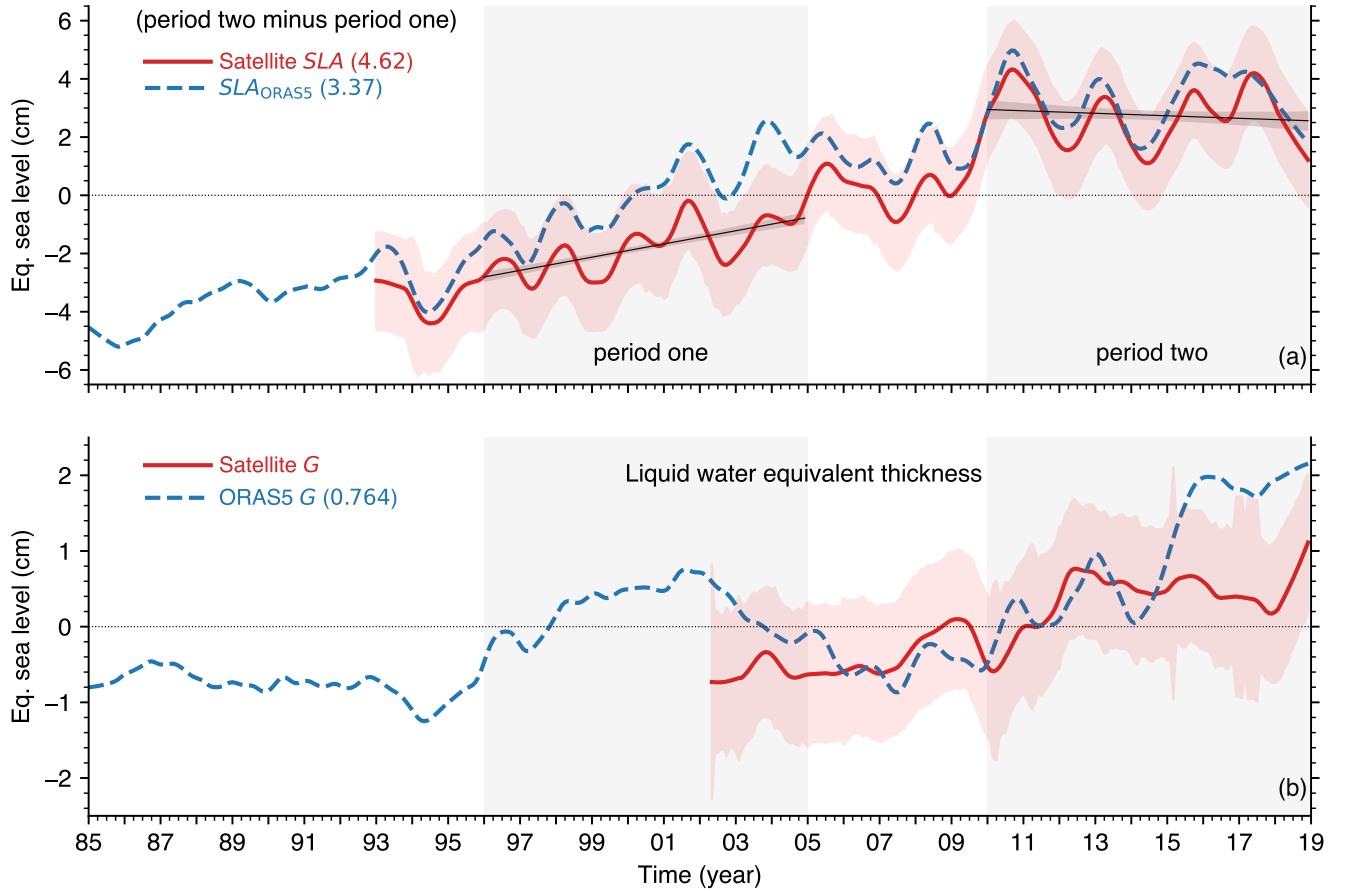 (period two minus period one)
Satellite SLA (4.62)
SLA_ORAS5 (3.37)
Eq. sea level (cm)
6
4
2
0
−2
−4
−6
period one
period two
(a)
Satellite G
ORAS5 G (0.764)
Liquid water equivalent thickness
Eq. sea level (cm)
2
1
0
−1
−2
(b)
85 87 89 91 93 95 97 99 01 03 05 07 09 11 13 15 17 19
Time (year)